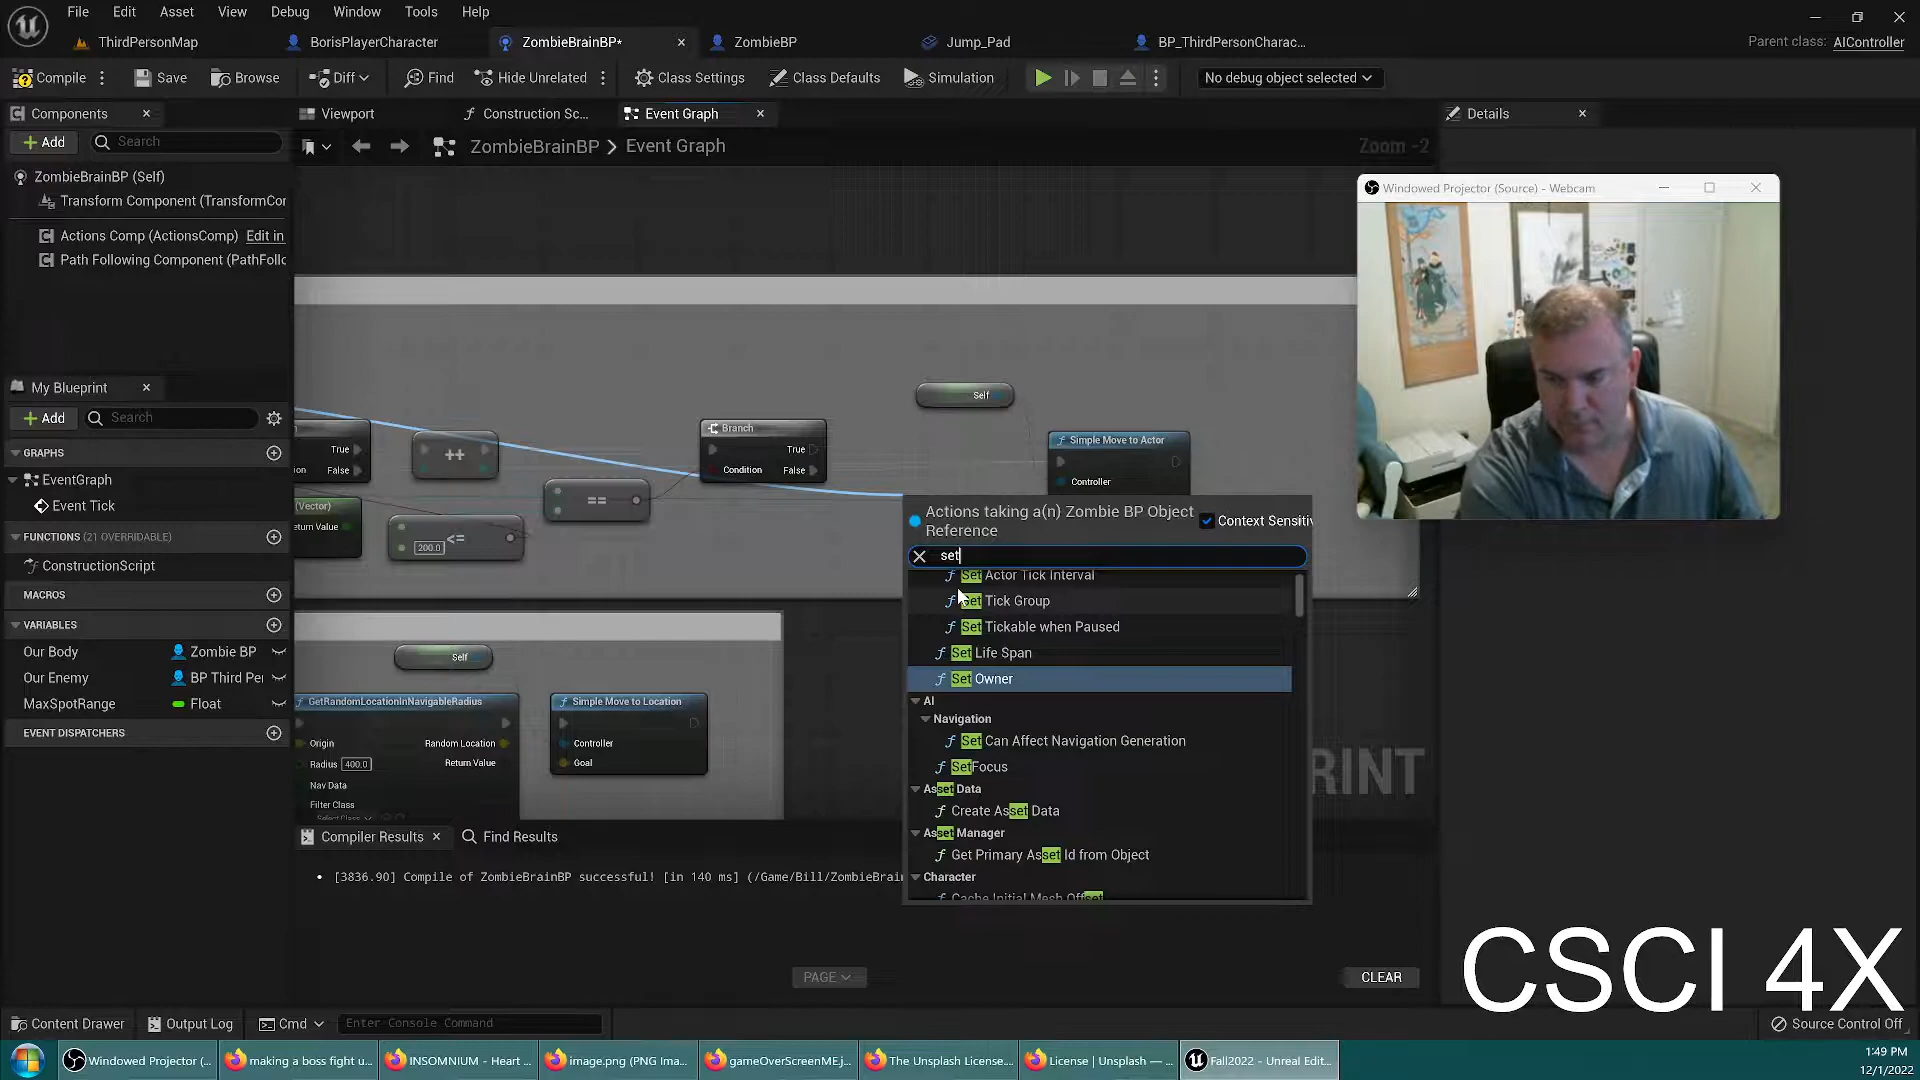 File Edit Asset View Debug Window Tools Help
ThirdPersonMap BorisPlayerCharacter ZombieBrainBP* ZombieBP Jump_Pad BP_ThirdPersonCharac... Parent class: AIController
Compile Save Browse Diff Find Hide Unrelated Class Settings Class Defaults Simulation No debug object selected
Components Viewport Construction Sc... Event Graph Details
Add Search ZombieBrainBP > Event Graph Zoom -2
ZombieBrainBP (Self)
Transform Component (TransformCor
Actions Comp (ActionsComp) Edit in
Path Following Component (PathFollc
Windowed Projector (Source) - Webcam
My Blueprint
Add Search
GRAPHS
EventGraph
Event Tick
FUNCTIONS (21 OVERRIDABLE)
ConstructionScript
MACROS
VARIABLES
Our Body Zombie BP
Our Enemy BP Third Per
MaxSpotRange Float
EVENT DISPATCHERS
Self
Branch
True
Condition False
Simple Move to Actor
Controller
True
False
++
==
(Vector)
<=
200.0
Actions taking a(n) Zombie BP Object
Reference
Context Sensitiv
set
Set Actor Tick Interval
Set Tick Group
Set Tickable when Paused
Set Life Span
Set Owner
AI
Navigation
Set Can Affect Navigation Generation
SetFocus
Asset Data
Create Asset Data
Asset Manager
Get Primary Asset Id from Object
Character
Cache Initial Mesh Offset
Self
GetRandomLocationInNavigableRadius
Origin Random Location
Radius 400.0 Return Value
Nav Data
Filter Class
Simple Move to Location
Controller
Goal
RINT
Compiler Results Find Results
[3836.90] Compile of ZombieBrainBP successful! [in 140 ms] (/Game/Bill/ZombieBrain
PAGE CLEAR
CSCI 4X
Content Drawer Output Log Cmd Enter Console Command Source Control Off
Windowed Projector (... making a boss fight u... INSOMNIUM - Heart ... image.png (PNG Ima... gameOverScreenME.j... The Unsplash License... License | Unsplash — ... Fall2022 - Unreal Edit...
1:49 PM
12/1/2022